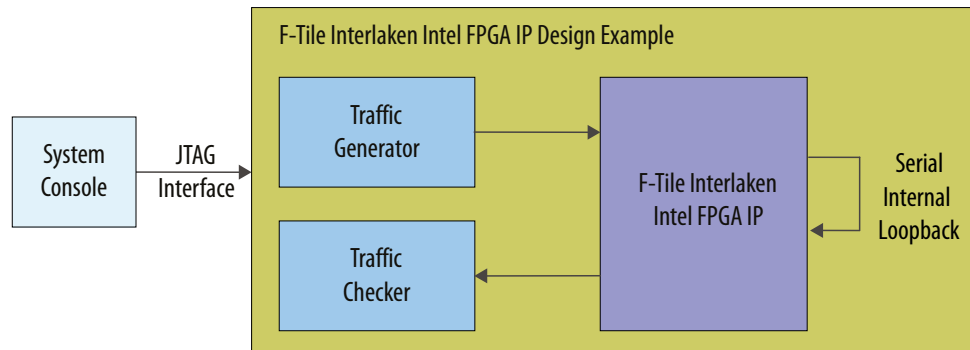 F-Tile Interlaken Intel FPGA IP Design Example
System
Console
JTAG
Interface
Traffic
Generator
Traffic
Checker
F-Tile Interlaken
Intel FPGA IP
Serial
Internal
Loopback